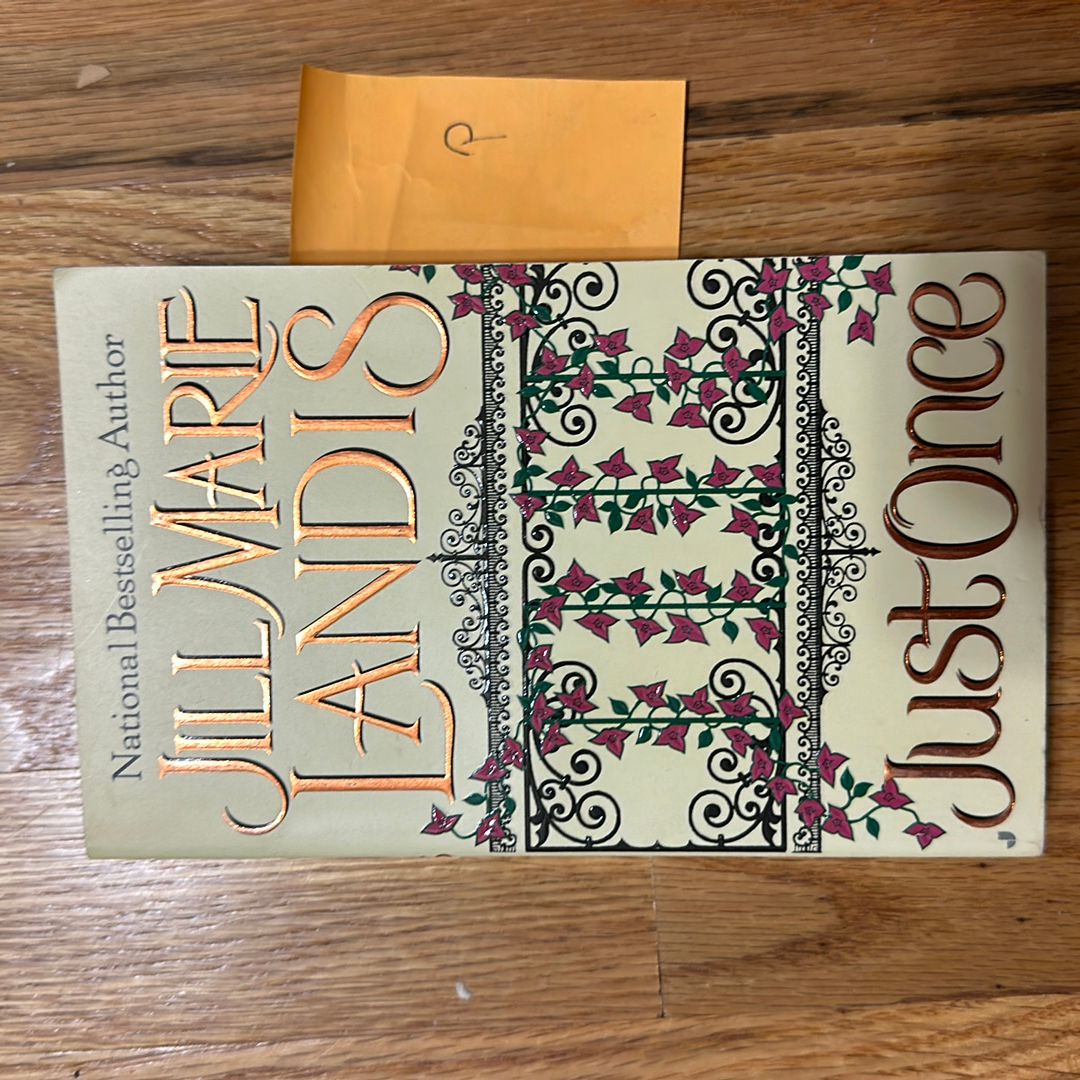 P
National Bestselling Author
JILL MARIE
LANDIS
Just Once